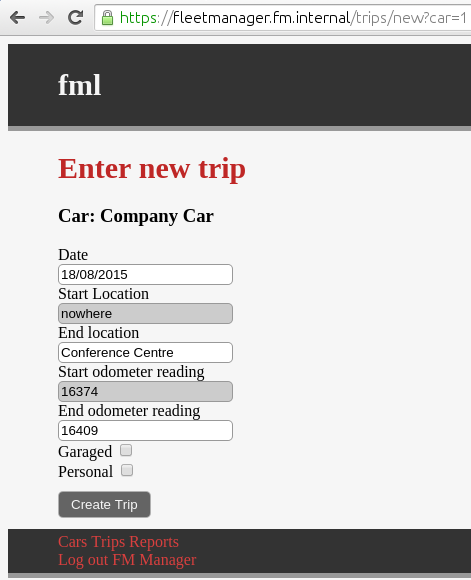 https://fleetmanager.fm.internal/trips/new?car=1
fml
Enter new trip
Car: Company Car
Date
18/08/2015
Start Location
nowhere
End location
Conference Centre
Start odometer reading
16374
End odometer reading
16409
Garaged
Personal
Create Trip
Cars Trips Reports
Log out FM Manager